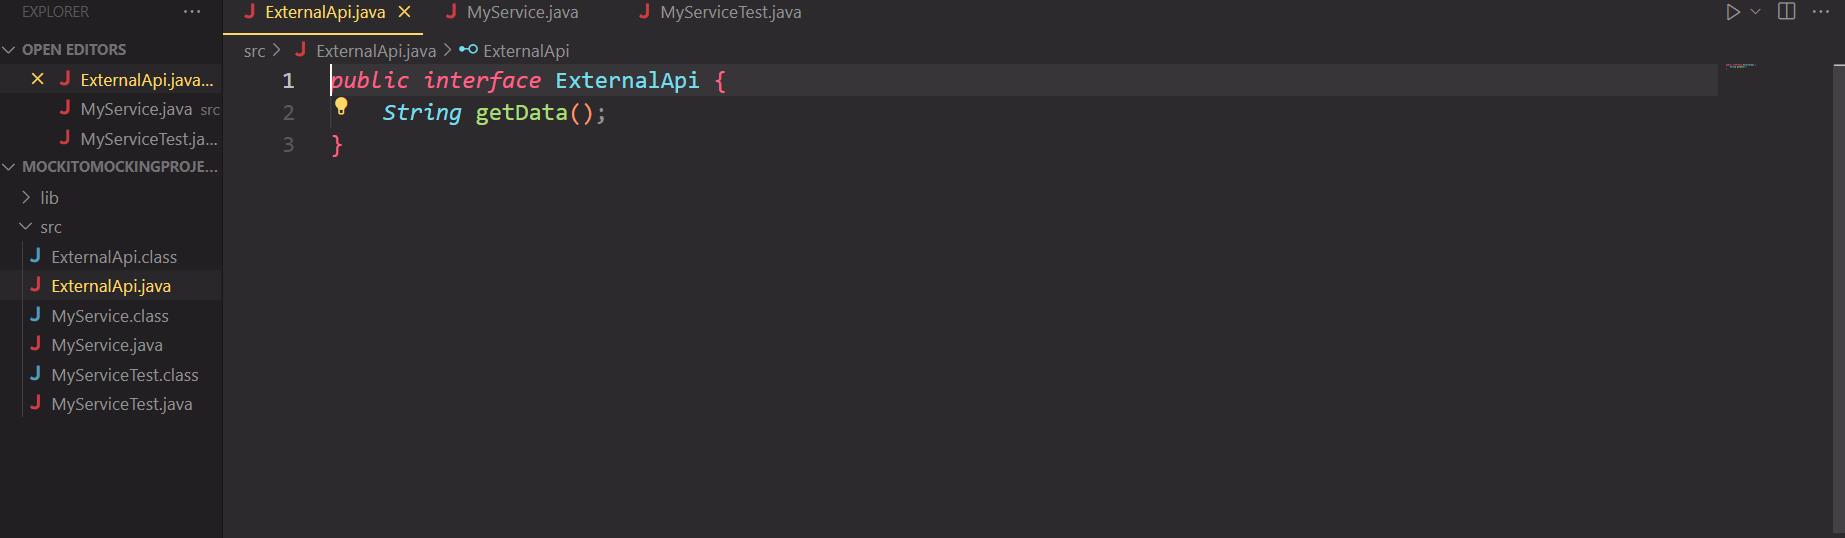 EXPLORER
OPEN EDITORS
ExternalApi.java...
MyService.java src
MyServiceTest.ja...
MOCKITOMOCKINGPROJE...
lib
src
ExternalApi.class
ExternalApi.java
MyService.class
MyService.java
MyServiceTest.class
MyServiceTest.java
ExternalApi.java MyService.java MyServiceTest.java
src > ExternalApi.java > ExternalApi
1 public interface ExternalApi {
2 String getData();
3 }